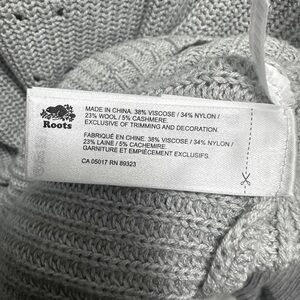 Roots
MADE IN CHINA. 38% VISCOSE / 34% NYLON /
23% WOOL / 5% CASHMERE.
EXCLUSIVE OF TRIMMING AND DECORATION.
FABRIQUÉ EN CHINE. 38% VISCOSE / 34% NYLON /
23% LAINE / 5% CACHEMIRE.
GARNITURE ET EMPIÈCEMENT EXCLUSIFS.
CA 05017 RN 89323